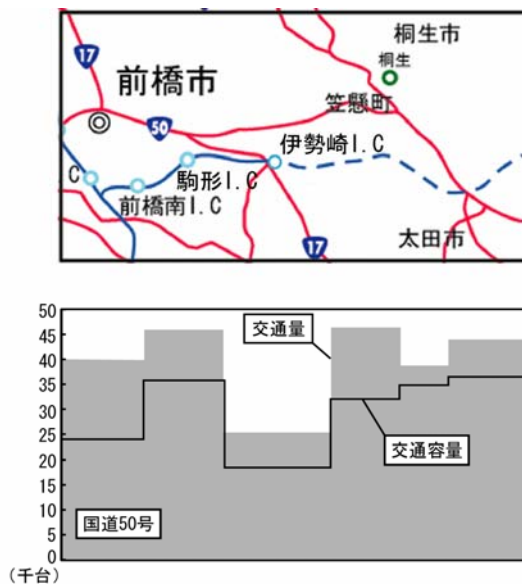 桐生市
桐生
17
前橋市
笠懸町
50
伊勢崎I.C
C
駒形I.C
前橋南I.C
17
太田市
50
45
40
35
30
25
20
15
10
5
0
(千台)
交通量
交通容量
国道50号